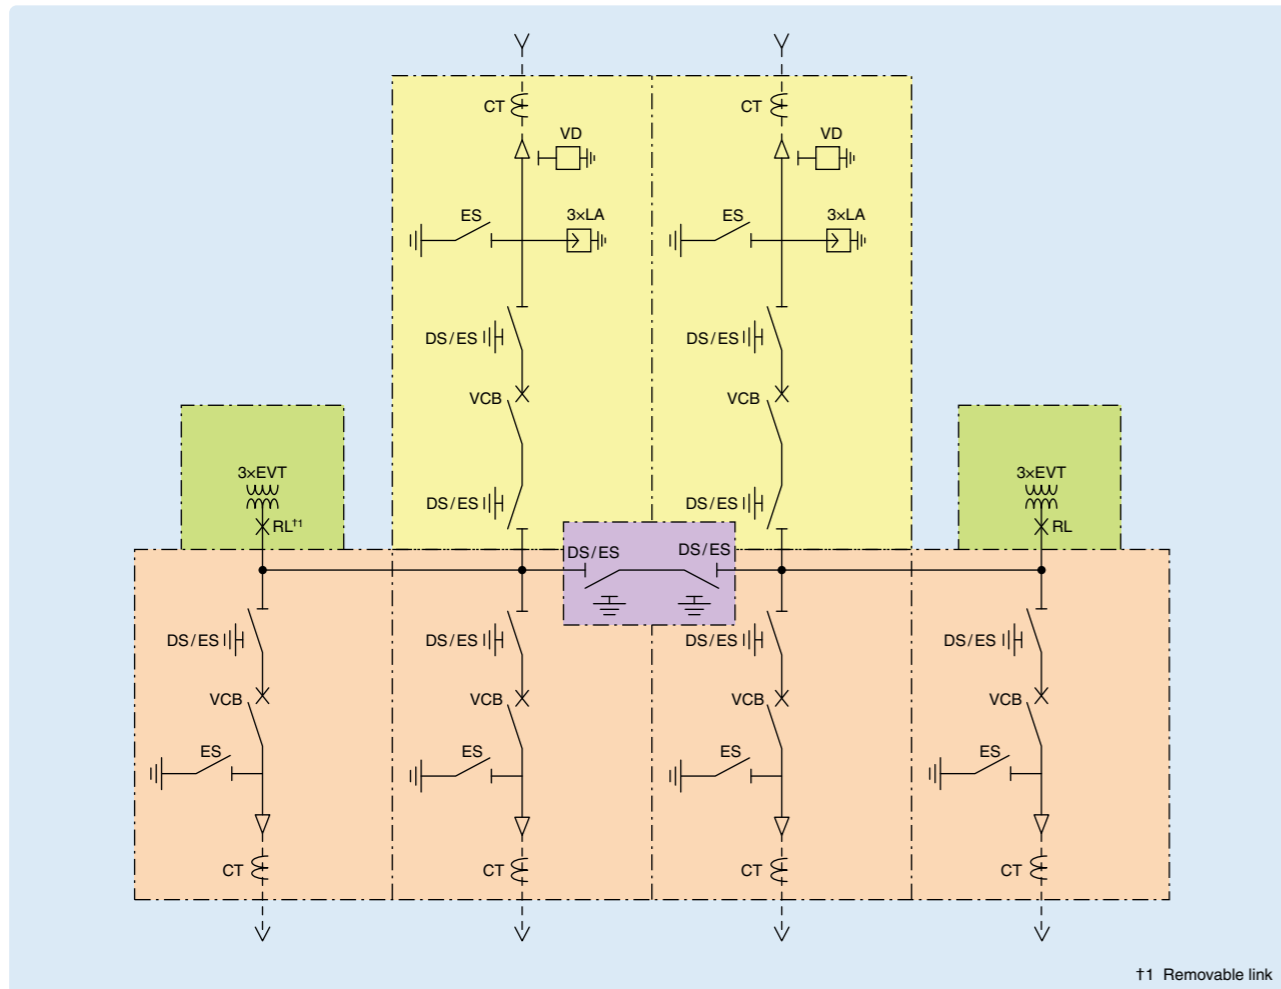 CT CT
VD VD
ES 3×LA ES 3×LA
DS/ES DS/ES
VCB VCB
3×EVT 3×EVT
DS/ES DS/ES
RL†1 RL
DS/ES DS/ES
DS/ES DS/ES DS/ES DS/ES
VCB VCB VCB VCB
ES ES ES ES
CT CT CT CT
†1 Removable link